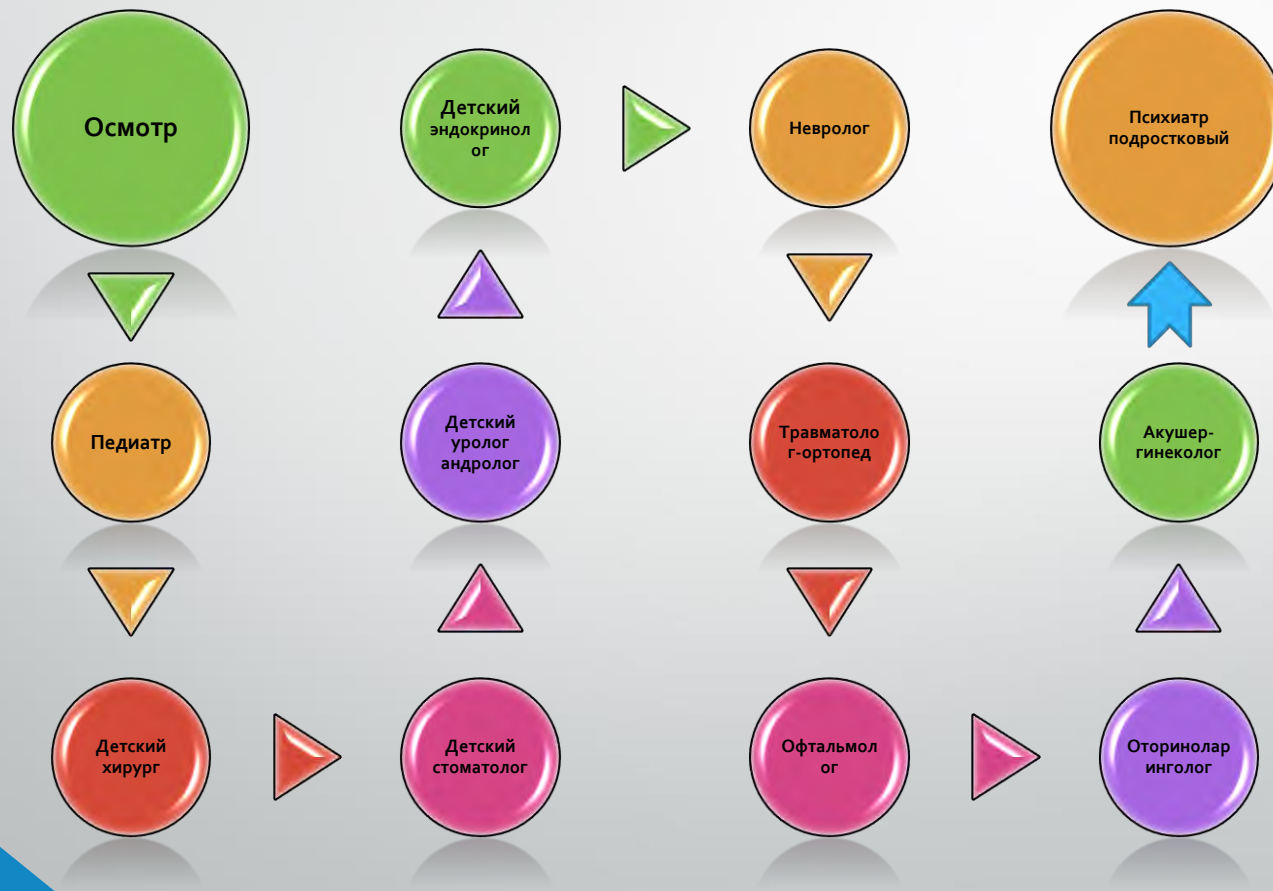 Осмотр
Педиатр
Детский
хирург
Детский
стоматолог
Детский
уролог
андролог
Детский
эндокринол
ог
Невролог
Травматоло
г-ортопед
Офтальмол
ог
Оторинолар
инголог
Акушер-
гинеколог
Психиатр
подростковый